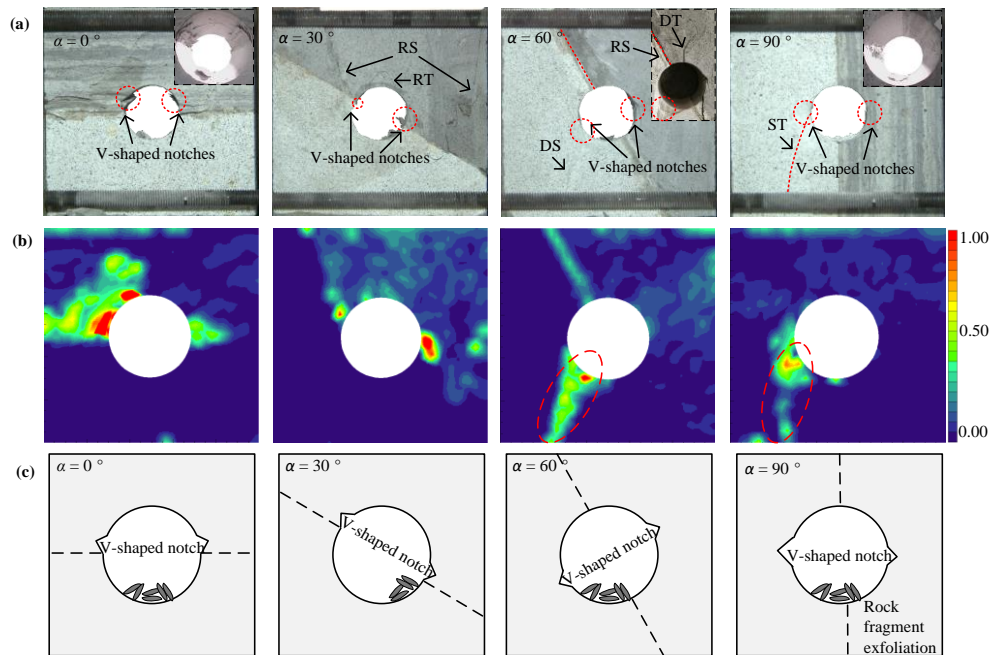 (a)
α = 0 °
V-shaped notches
α = 30 °
RS
RT
V-shaped notches
α = 60 °
DT
RS
DS
V-shaped notches
α = 90 °
ST
V-shaped notches
(b)
1.00
0.50
0.00
(c)
α = 0 °
V-shaped notch
α = 30 °
V-shaped notch
α = 60 °
V-shaped notch
α = 90 °
V-shaped notch
Rock
fragment
exfoliation